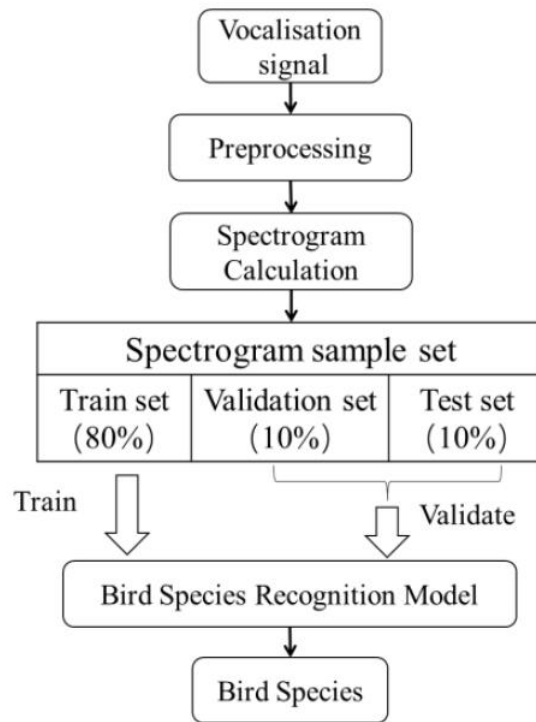 Vocalisation
signal
Preprocessing
Spectrogram
Calculation
Spectrogram sample set
Train set
(80%)
Validation set
(10%)
Test set
(10%)
Train
Validate
Bird Species Recognition Model
Bird Species